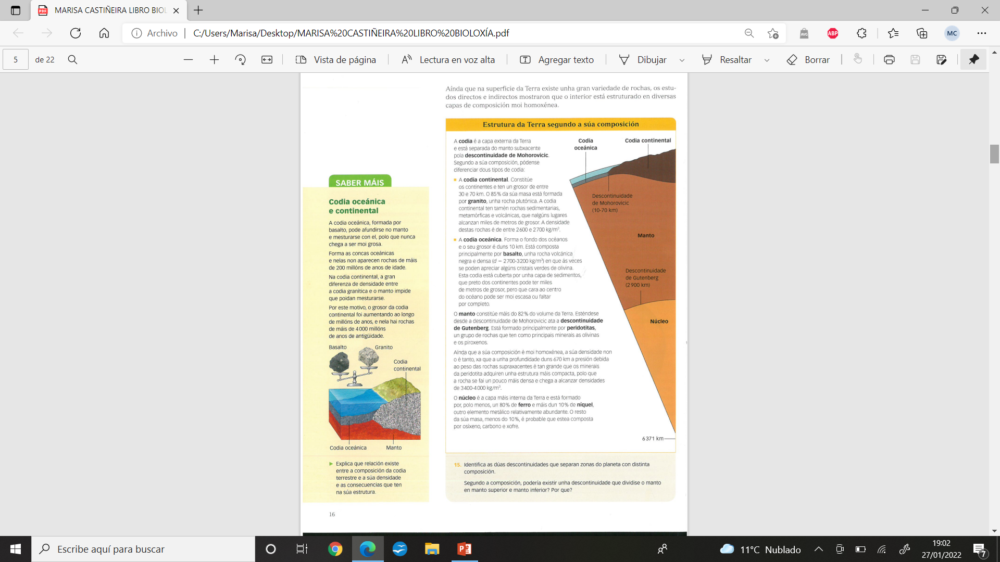 MARISA CASTIÑEIRA LIBRO BIOL
Archivo
C:/Users/Marisa/Desktop/MARISA%20CASTIÑEIRA%20LIBRO%20BIOLOXÍA.pdf
AVG
ABP
MC
5
de 22
Vista de página
Lectura en voz alta
Agregar texto
Dibujar
Resaltar
Borrar
Aínda que na superficie da Terra existe unha gran variedade de rochas, os estu-
dos directos e indirectos mostraron que o interior está estruturado en diversas
capas de composición moi homoxénea.
SABER MÁIS
Codia oceánica
e continental
A codia oceánica, formada por
basalto, pode afundirse no manto
e mesturarse con el, polo que nunca
chega a ser moi grosa.
Forma as concas oceánicas
e nelas non aparecen rochas de máis
de 200 millóns de anos de idade.
Na codia continental, a gran
diferenza de densidade entre
a codia granítica e o manto impide
que poidan mesturarse.
Por este motivo, o grosor da codia
continental foi aumentando ao longo
de millóns de anos, e nela hai rochas
de máis de 4 000 millóns
de anos de antigüidade.
Basalto
Granito
Codia
continental
Codia oceánica
Manto
Explica que relación existe
entre a composición da codia
terrestre e a súa densidade
e as consecuencias que ten
na súa estrutura.
Estrutura da Terra segundo a súa composición
A codia é a capa externa da Terra
e está separada do manto subxacente
pola descontinuidade de Mohorovicic.
Segundo a súa composición, pódense
diferenciar dous tipos de codia:
A codia continental. Constitúe
os continentes e ten un grosor de entre
30 e 70 km. O 85 % da súa masa está formada
por granito, unha rocha plutónica. A codia
continental ten tamén rochas sedimentarias,
metamórficas e volcánicas, que nalgúns lugares
alcanzan miles de metros de grosor. A densidade
destas rochas é de entre 2 600 e 2 700 kg/m³.
A codia oceánica. Forma o fondo dos océanos
e o seu grosor é duns 10 km. Está composta
principalmente por basalto, unha rocha volcánica
negra e densa (d = 2 700-3 200 kg/m³) en que ás veces
se poden apreciar algúns cristais verdes de olivina.
Esta codia está cuberta por unha capa de sedimentos,
que preto dos continentes pode ter miles
de metros de grosor, pero que cara ao centro
do océano pode ser moi escasa ou faltar
por completo.
O manto constitúe máis do 82 % do volume da Terra. Esténdese
desde a descontinuidade de Mohorovicic ata a descontinuidade
de Gutenberg. Está formado principalmente por peridotitas,
un grupo de rochas que ten como principais minerais as olivinas
e os piroxenos.
Aínda que a súa composición é moi homoxénea, a súa densidade non
o é tanto, xa que a unha profundidade duns 670 km a presión debida
ao peso das rochas supraxacentes é tan grande que os minerais
da peridotita adquiren unha estrutura máis compacta, polo que
a rocha se fai un pouco máis densa e chega a alcanzar densidades
de 3 400-4 000 kg/m³.
O núcleo é a capa máis interna da Terra e está formado
por, polo menos, un 80 % de ferro e máis dun 10 % de níquel,
outro elemento metálico relativamente abundante. O resto
da súa masa, menos do 10 %, é probable que estea composta
por osíxeno, carbono e xofre.
Codia
oceánica
Codia continental
Descontinuidade
de Mohorovicic
(10-70 km)
Manto
Descontinuidade
de Gutenberg
(2 900 km)
Núcleo
6 371 km
15. Identifica as dúas descontinuidades que separan zonas do planeta con distinta
composición.
Segundo a composición, podería existir unha descontinuidade que dividise o manto
en manto superior e manto inferior? Por que?
16
Escribe aquí para buscar
11°C Nublado
19:02
27/01/2022
7